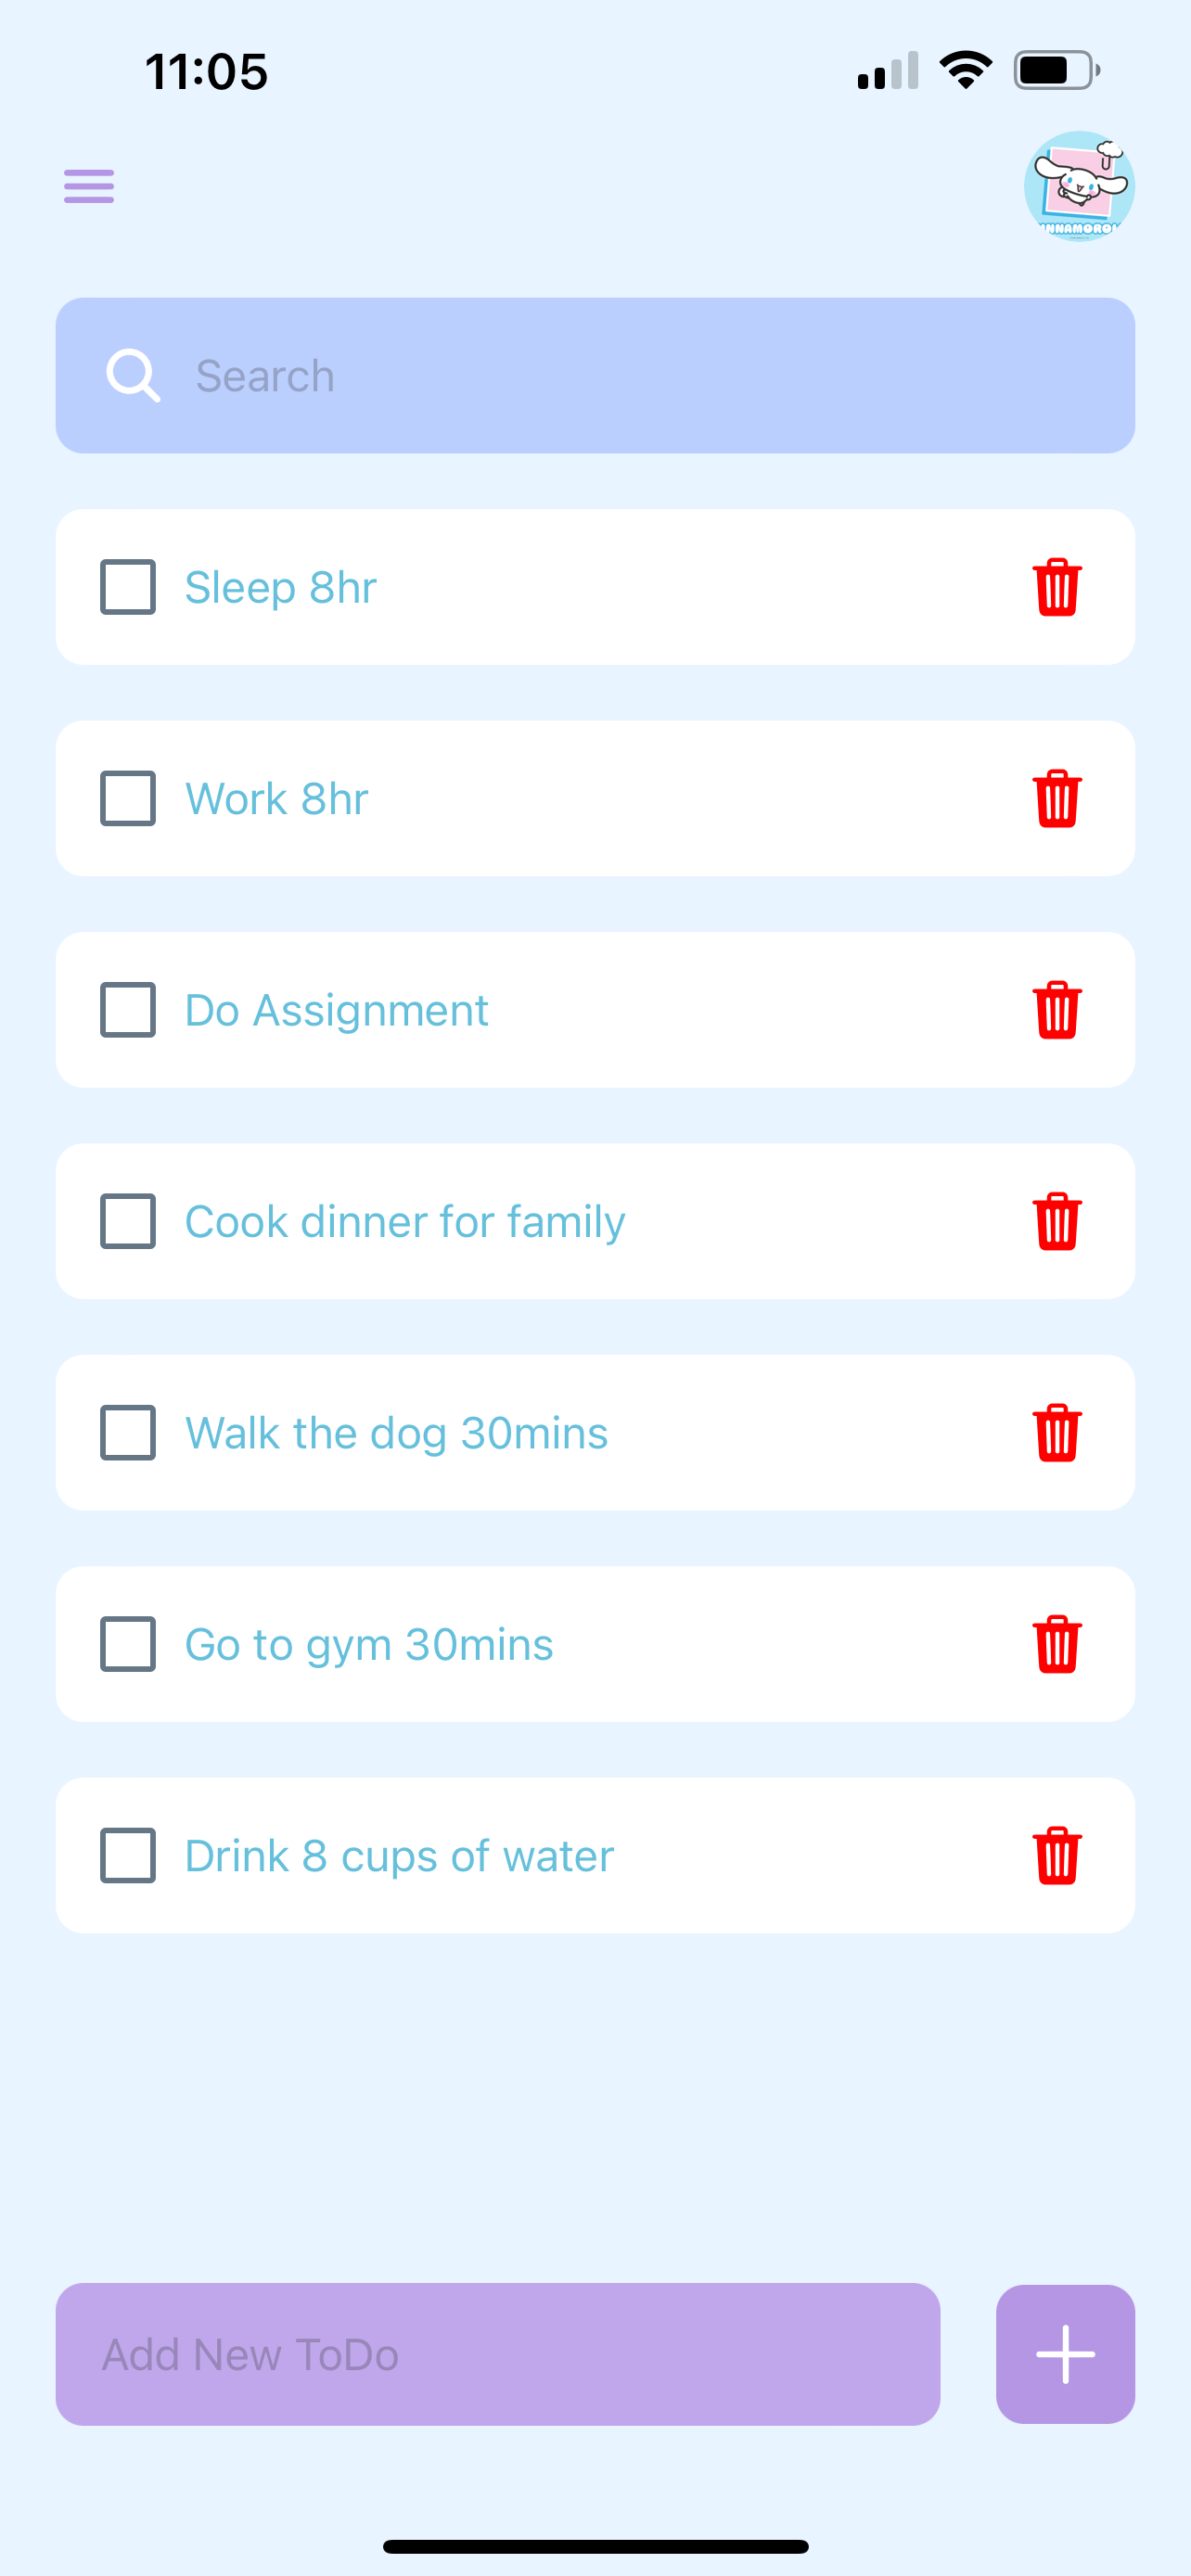 11:05
Search
Sleep 8hr
Work 8hr
Do Assignment
Cook dinner for family
Walk the dog 30mins
Go to gym 30mins
Drink 8 cups of water
Add New ToDo